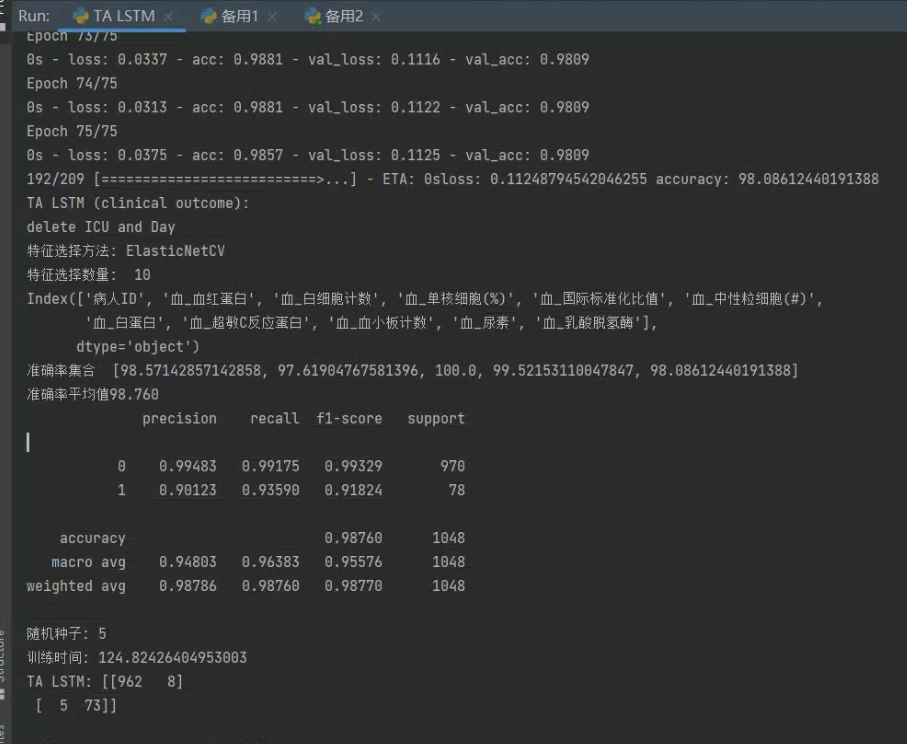 Run: TA LSTM × 备用1 × 备用2 ×
Epoch 73/75
0s - loss: 0.0337 - acc: 0.9881 - val_loss: 0.1116 - val_acc: 0.9809
Epoch 74/75
0s - loss: 0.0313 - acc: 0.9881 - val_loss: 0.1122 - val_acc: 0.9809
Epoch 75/75
0s - loss: 0.0375 - acc: 0.9857 - val_loss: 0.1125 - val_acc: 0.9809
192/209 [==========================>...] - ETA: 0sloss: 0.11248794542046255 accuracy: 98.08612440191388
TA LSTM (clinical outcome):
delete ICU and Day
特征选择方法: ElasticNetCV
特征选择数量: 10
Index(['病人ID', '血_血红蛋白', '血_白细胞计数', '血_单核细胞(%)', '血_国际标准化比值', '血_中性粒细胞(#)',
'血_白蛋白', '血_超敏C反应蛋白', '血_血小板计数', '血_尿素', '血_乳酸脱氢酶'],
dtype='object')
准确率集合 [98.57142857142858, 97.61904767581396, 100.0, 99.52153110047847, 98.08612440191388]
准确率平均值98.760
precision recall f1-score support
0 0.99483 0.99175 0.99329 970
1 0.90123 0.93590 0.91824 78
accuracy 0.98760 1048
macro avg 0.94803 0.96383 0.95576 1048
weighted avg 0.98786 0.98760 0.98770 1048
随机种子: 5
训练时间: 124.82426404953003
TA LSTM: [[962 8]
[ 5 73]]